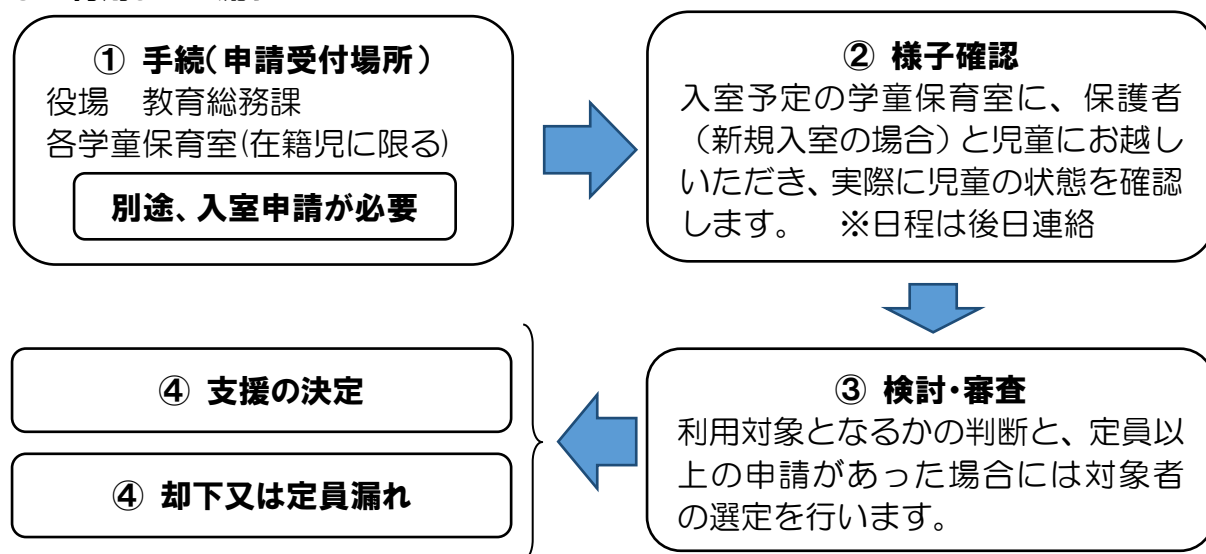 ① 手続(申請受付場所)
役場　教育総務課
各学童保育室(在籍児に限る)
別途、入室申請が必要
② 様子確認
入室予定の学童保育室に、保護者
(新規入室の場合)と児童にお越し
いただき、実際に児童の状態を確認
します。　※日程は後日連絡
③ 検討・審査
利用対象となるかの判断と、定員以
上の申請があった場合には対象者
の選定を行います。
④ 支援の決定
④ 却下又は定員漏れ